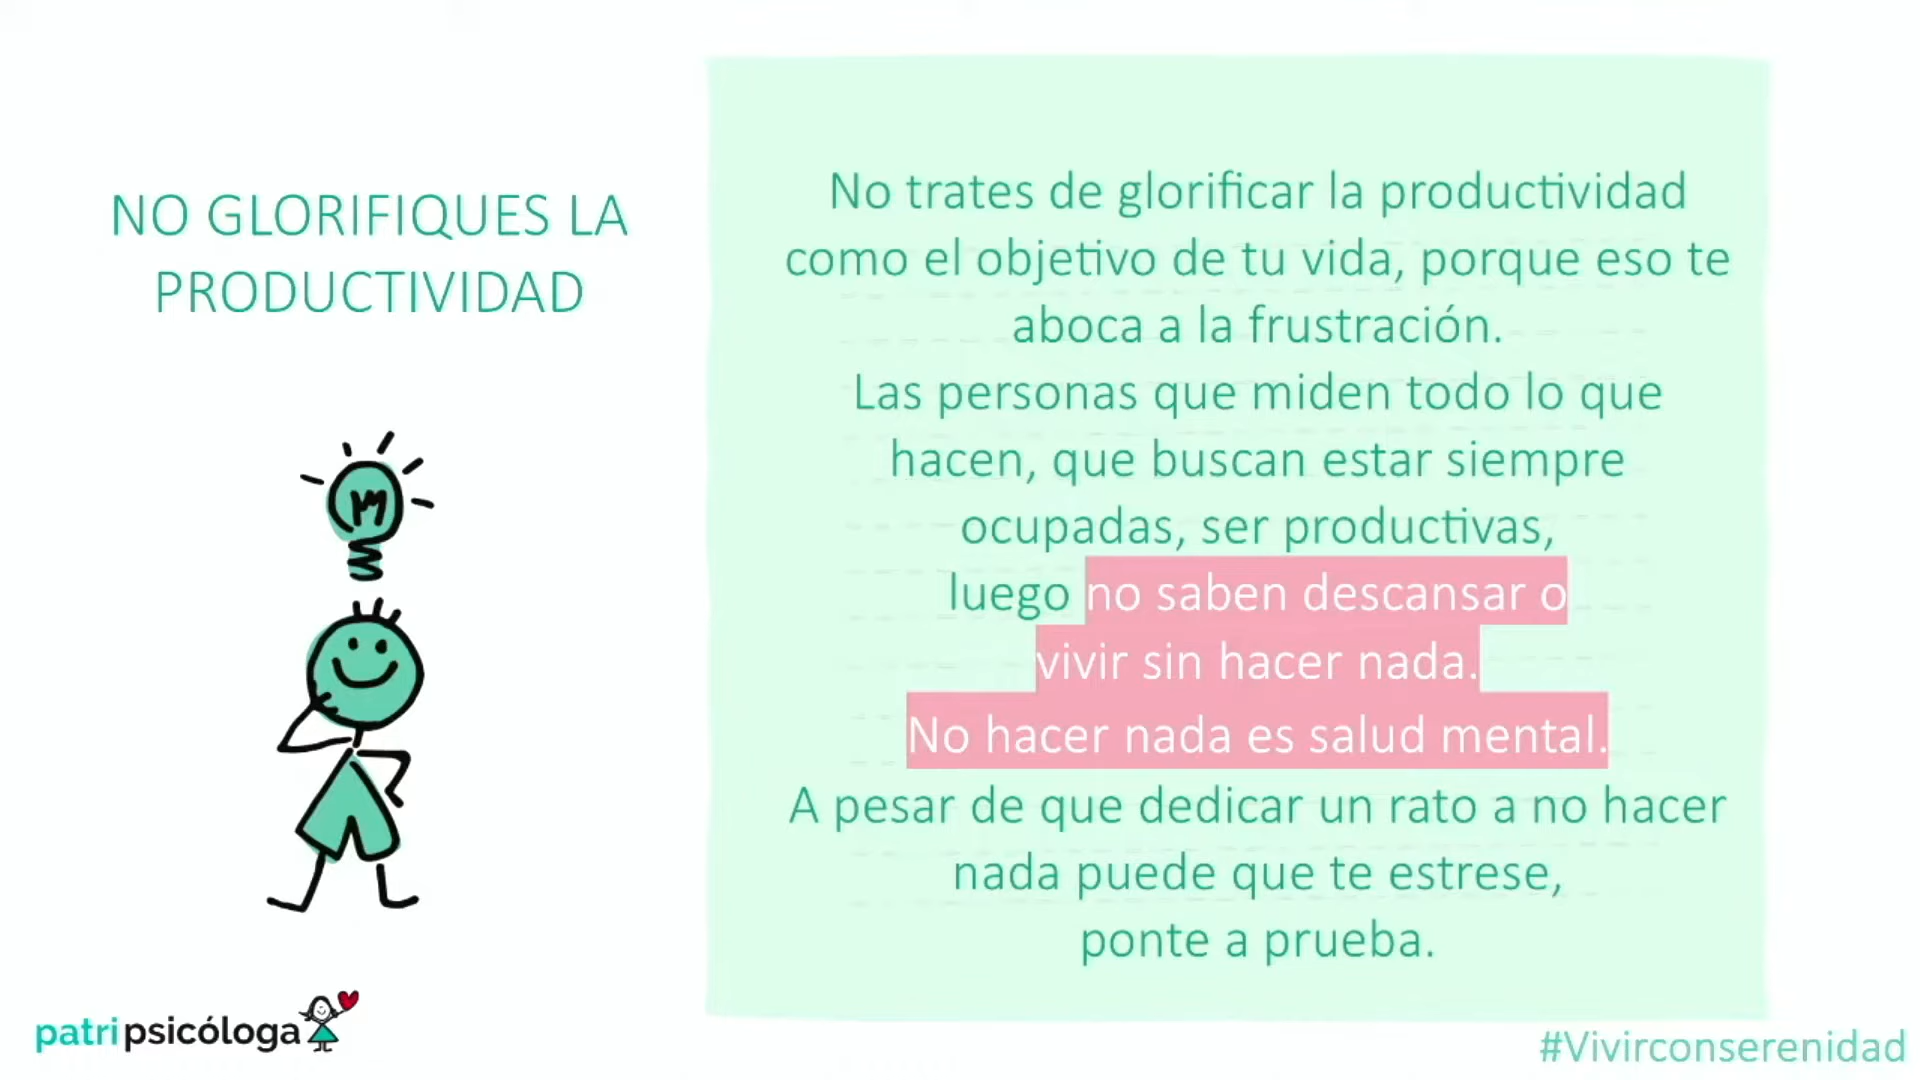 NO GLORIFIQUES LA
PRODUCTIVIDAD
No trates de glorificar la productividad
como el objetivo de tu vida, porque eso te
aboca a la frustración.
Las personas que miden todo lo que
hacen, que buscan estar siempre
ocupadas, ser productivas,
luego no saben descansar o
vivir sin hacer nada.
No hacer nada es salud mental.
A pesar de que dedicar un rato a no hacer
nada puede que te estrese,
ponte a prueba.
patripsicóloga
#Vivirconserenidad